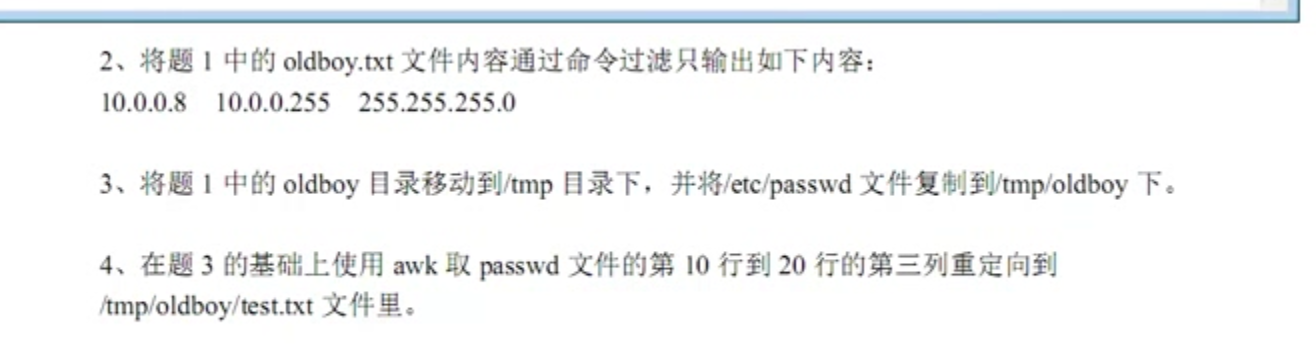 2、将题 1 中的 oldboy.txt 文件内容通过命令过滤只输出如下内容：
10.0.0.8 10.0.0.255 255.255.255.0
3、将题 1 中的 oldboy 目录移动到/tmp 目录下，并将/etc/passwd 文件复制到/tmp/oldboy 下。
4、在题 3 的基础上使用 awk 取 passwd 文件的第 10 行到 20 行的第三列重定向到
/tmp/oldboy/test.txt 文件里。